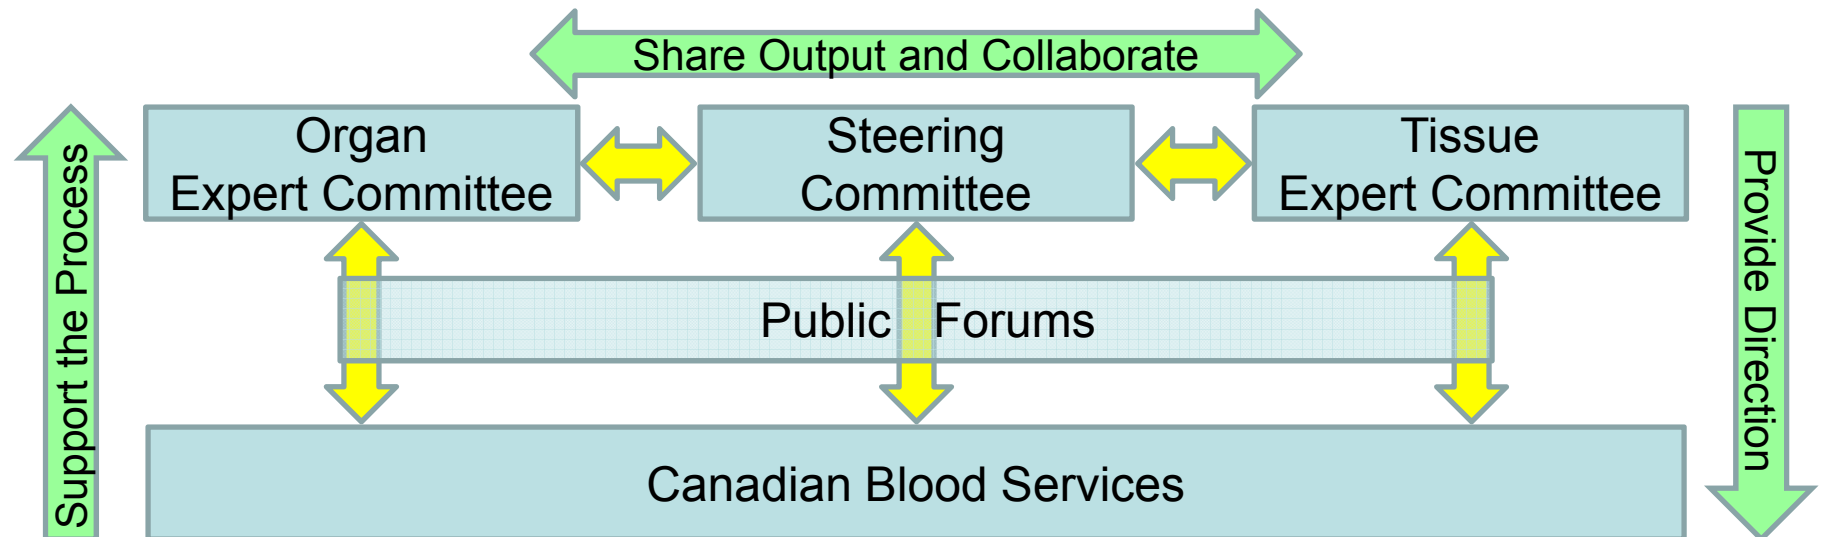 Share Output and Collaborate
Support the Process
Organ
Expert Committee
Steering
Committee
Tissue
Expert Committee
Provide Direction
Public Forums
Canadian Blood Services